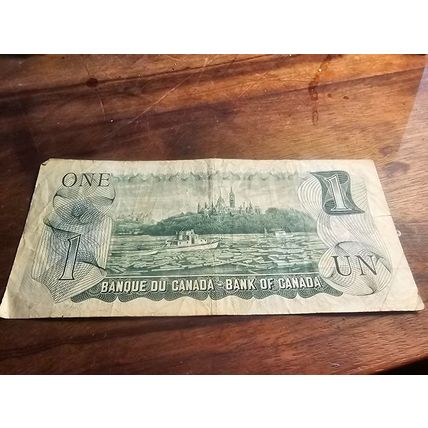 ONE
1
1
UN
BANQUE DU CANADA - BANK OF CANADA